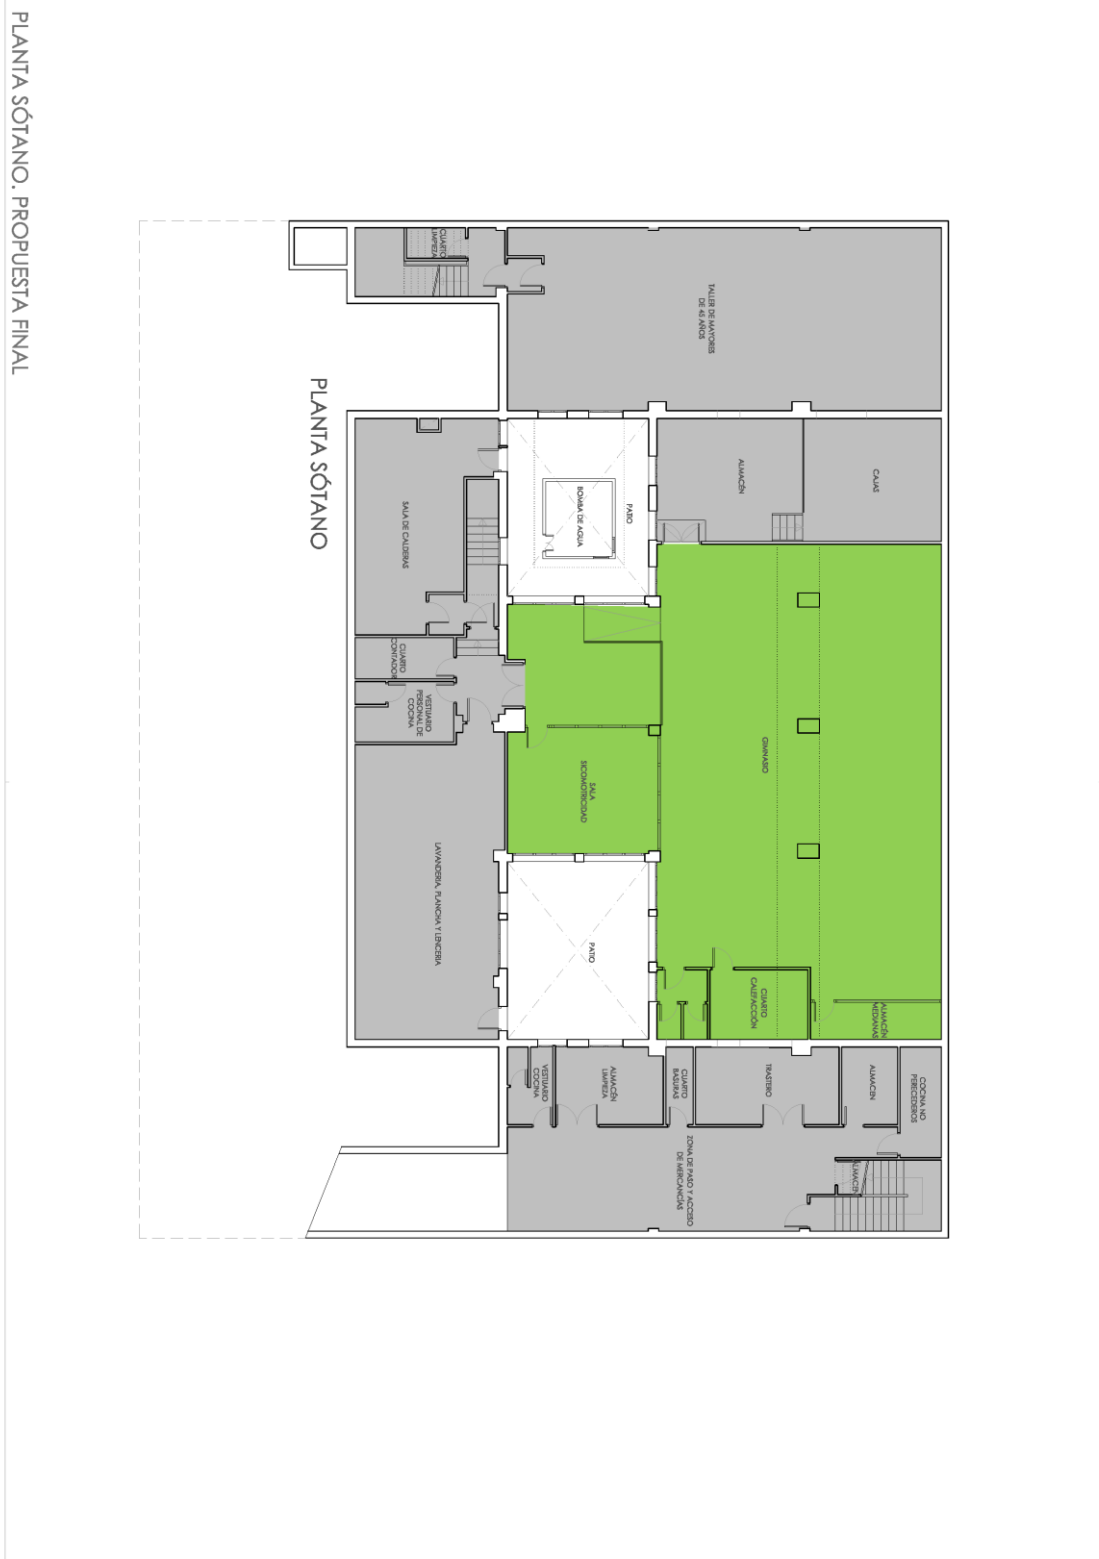 PLANTA SÓTANO. PROPUESTA FINAL
PLANTA SÓTANO
CUARTO
LIMPIEZA
TALLER DE MAYORES
DE 45 AÑOS
CAJAS
ALMACÉN
PATIO
BOMBA DE AGUA
SALA DE CALDERAS
CUARTO
CONTADOR
VESTUARIO
PERSONAL DE
COCINA
GIMNASIO
SALA
SICOMOTRICIDAD
LAVANDERIA, PLANCHA Y LENCERIA
PATIO
CUARTO
CALEFACCIÓN
ALMACÉN
MEDIANAS
COCINA NO
PERECEDEROS
ALMACEN
TRASTERO
CUARTO
BASURAS
ALMACÉN
LIMPIEZA
VESTUARIO
COCINA
ALMACEN
ZONA DE PASO Y ACCESO
DE MERCANCÍAS